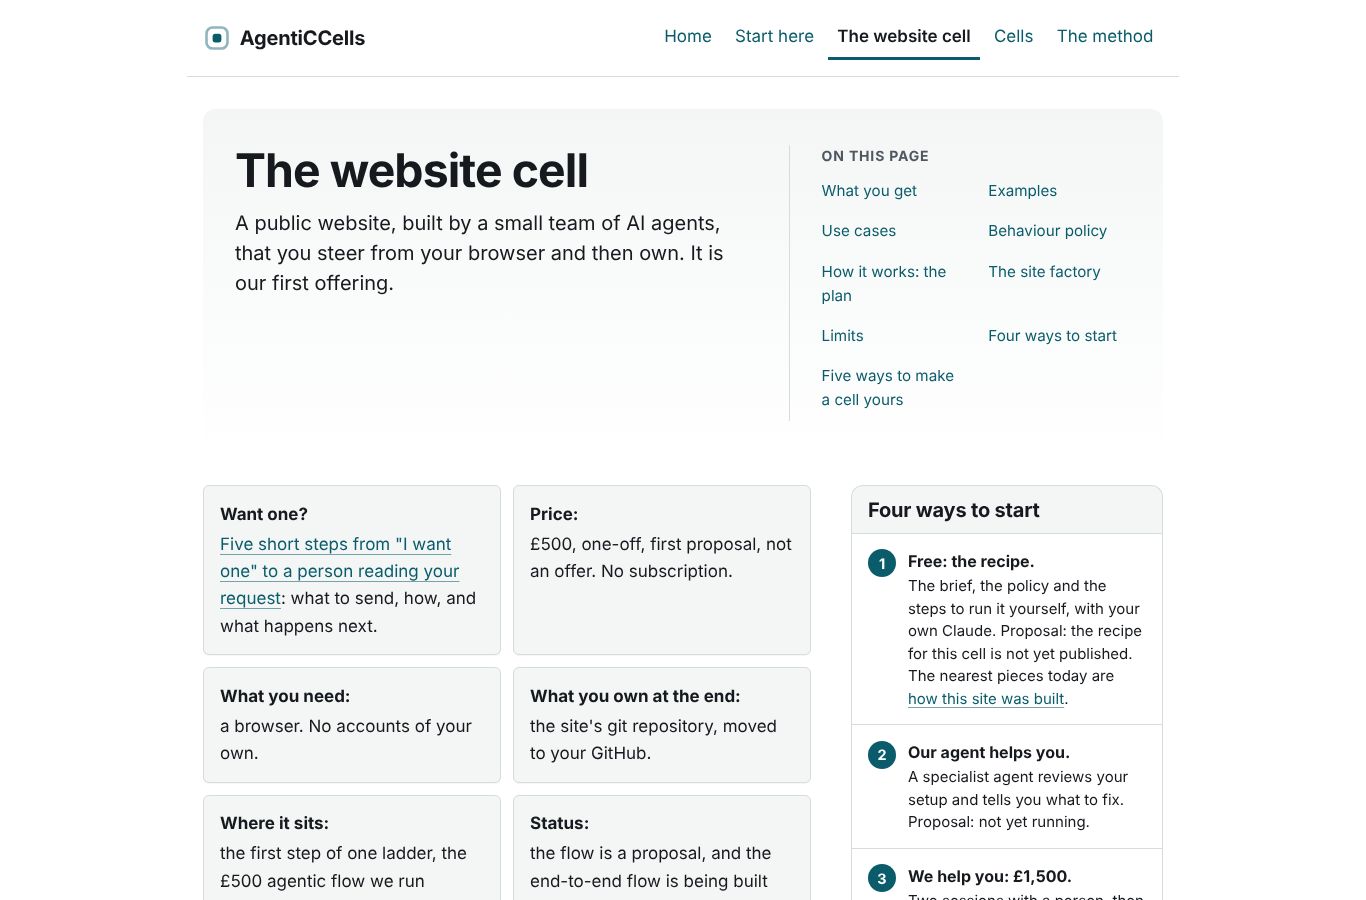 AgentiCCells
Home
Start here
The website cell
Cells
The method
The website cell
A public website, built by a small team of AI agents,
that you steer from your browser and then own. It is
our first offering.
ON THIS PAGE
What you get
Examples
Use cases
Behaviour policy
How it works: the
plan
The site factory
Limits
Four ways to start
Five ways to make
a cell yours
Want one?
Five short steps from "I want
one" to a person reading your
request: what to send, how, and
what happens next.
Price:
£500, one-off, first proposal, not
an offer. No subscription.
What you need:
a browser. No accounts of your
own.
What you own at the end:
the site's git repository, moved
to your GitHub.
Where it sits:
the first step of one ladder, the
£500 agentic flow we run
Status:
the flow is a proposal, and the
end-to-end flow is being built
Four ways to start
1
Free: the recipe.
The brief, the policy and the
steps to run it yourself, with your
own Claude. Proposal: the recipe
for this cell is not yet published.
The nearest pieces today are
how this site was built.
2
Our agent helps you.
A specialist agent reviews your
setup and tells you what to fix.
Proposal: not yet running.
3
We help you: £1,500.
Two sessions with a person, then